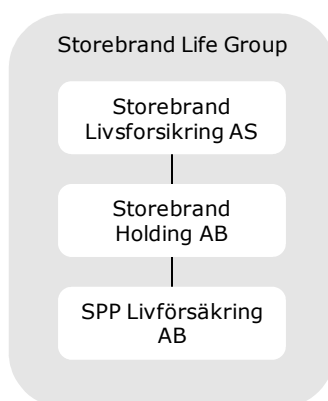 Storebrand Life Group
Storebrand
Livsforsikring AS
Storebrand
Holding AB
SPP Livförsäkring
AB